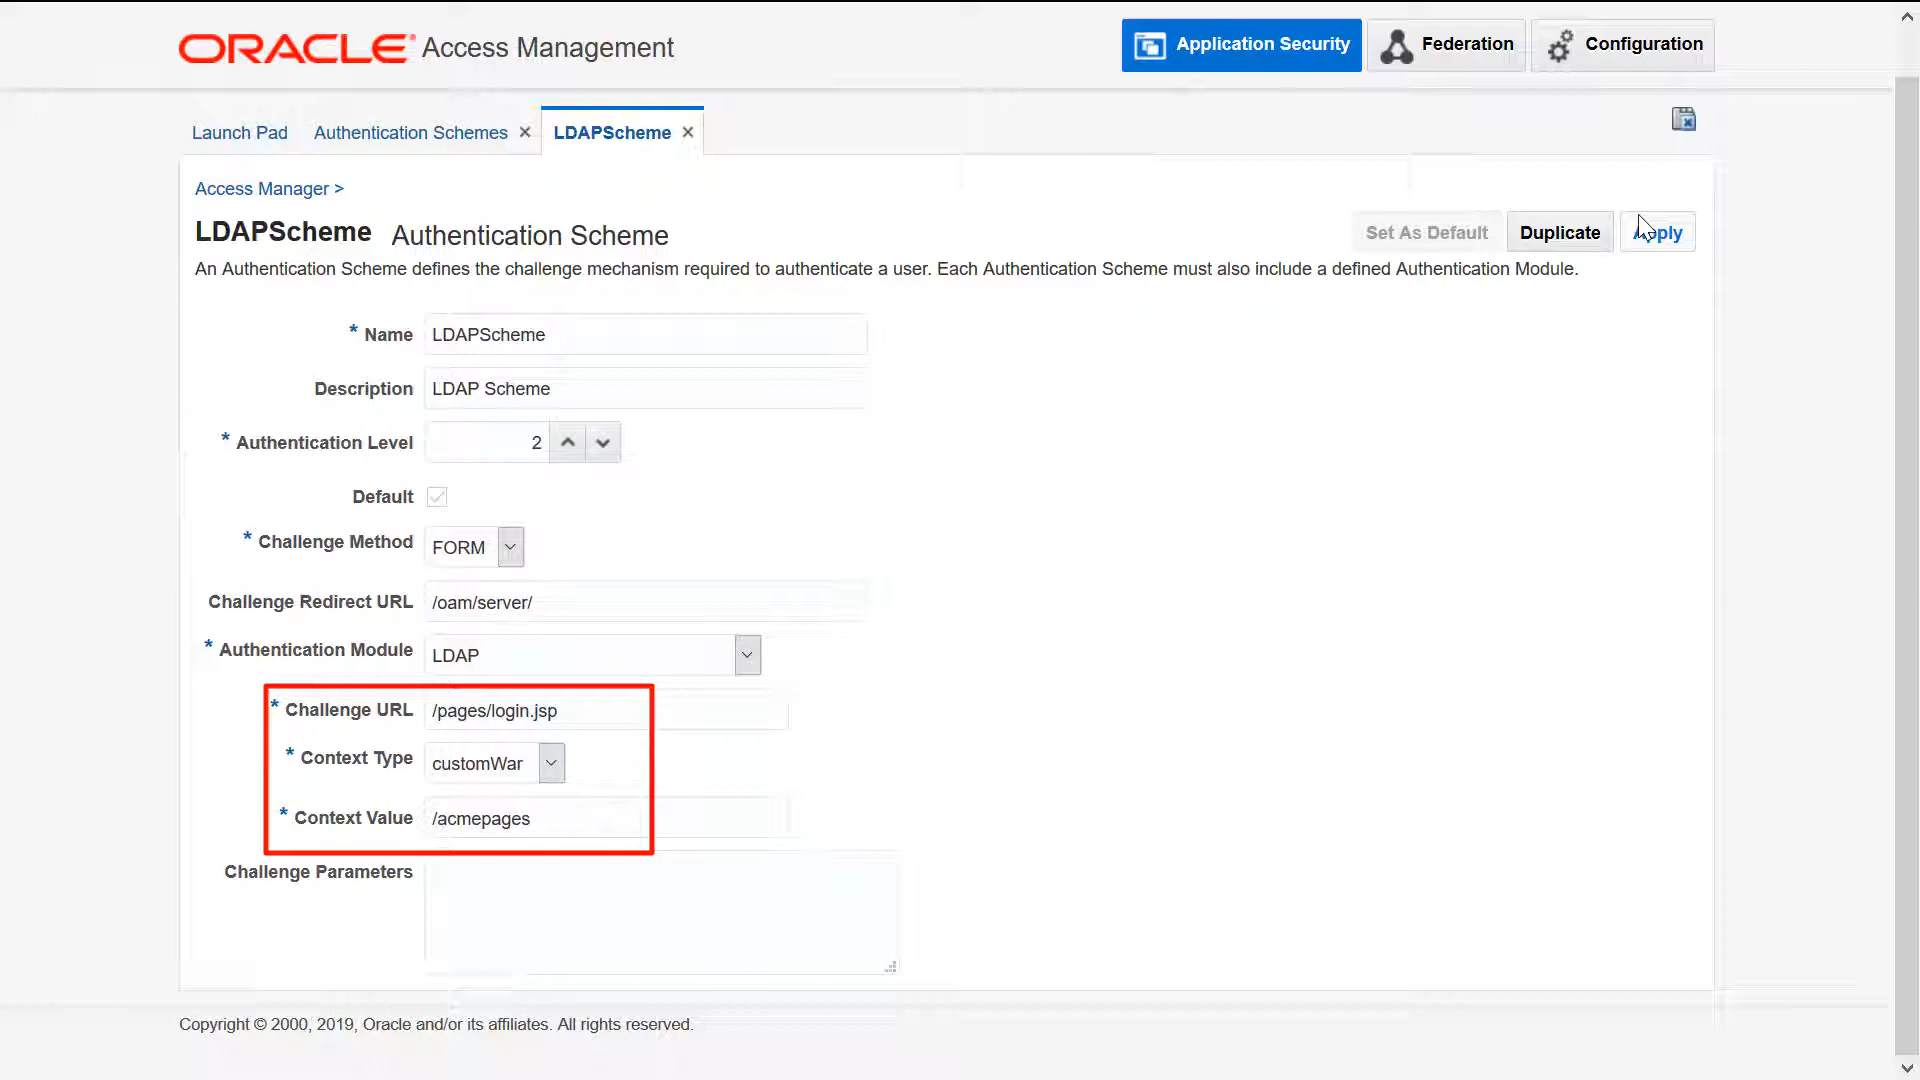 ORACLE Access Management
Application Security
Federation
Configuration
Launch Pad
Authentication Schemes
LDAPScheme
Access Manager >
LDAPScheme Authentication Scheme
Set As Default
Duplicate
Apply
An Authentication Scheme defines the challenge mechanism required to authenticate a user. Each Authentication Scheme must also include a defined Authentication Module.
* Name LDAPScheme
Description LDAP Scheme
* Authentication Level 2
Default
* Challenge Method FORM
Challenge Redirect URL /oam/server/
* Authentication Module LDAP
* Challenge URL /pages/login.jsp
* Context Type customWar
* Context Value /acmepages
Challenge Parameters
Copyright © 2000, 2019, Oracle and/or its affiliates. All rights reserved.